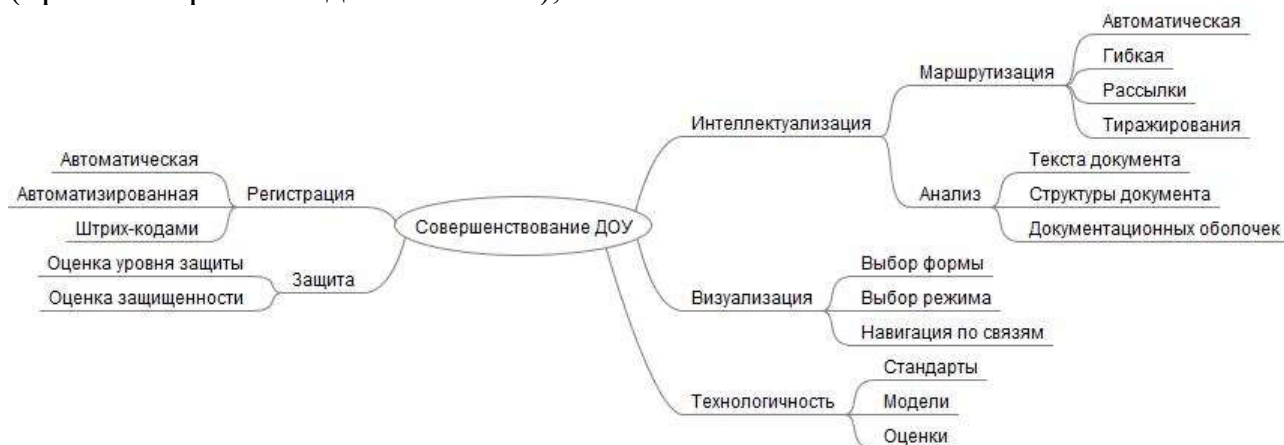 Автоматическая
Гибкая
Маршрутизация
Рассылки
Интеллектуализация
Тиражирования
Автоматическая
Текста документа
Автоматизированная
Регистрация
Анализ
Структуры документа
Штрих-кодами
Совершенствование ДОУ
Документационных оболочек
Оценка уровня защиты
Защита
Выбор формы
Оценка защищенности
Визуализация
Выбор режима
Навигация по связям
Стандарты
Технологичность
Модели
Оценки